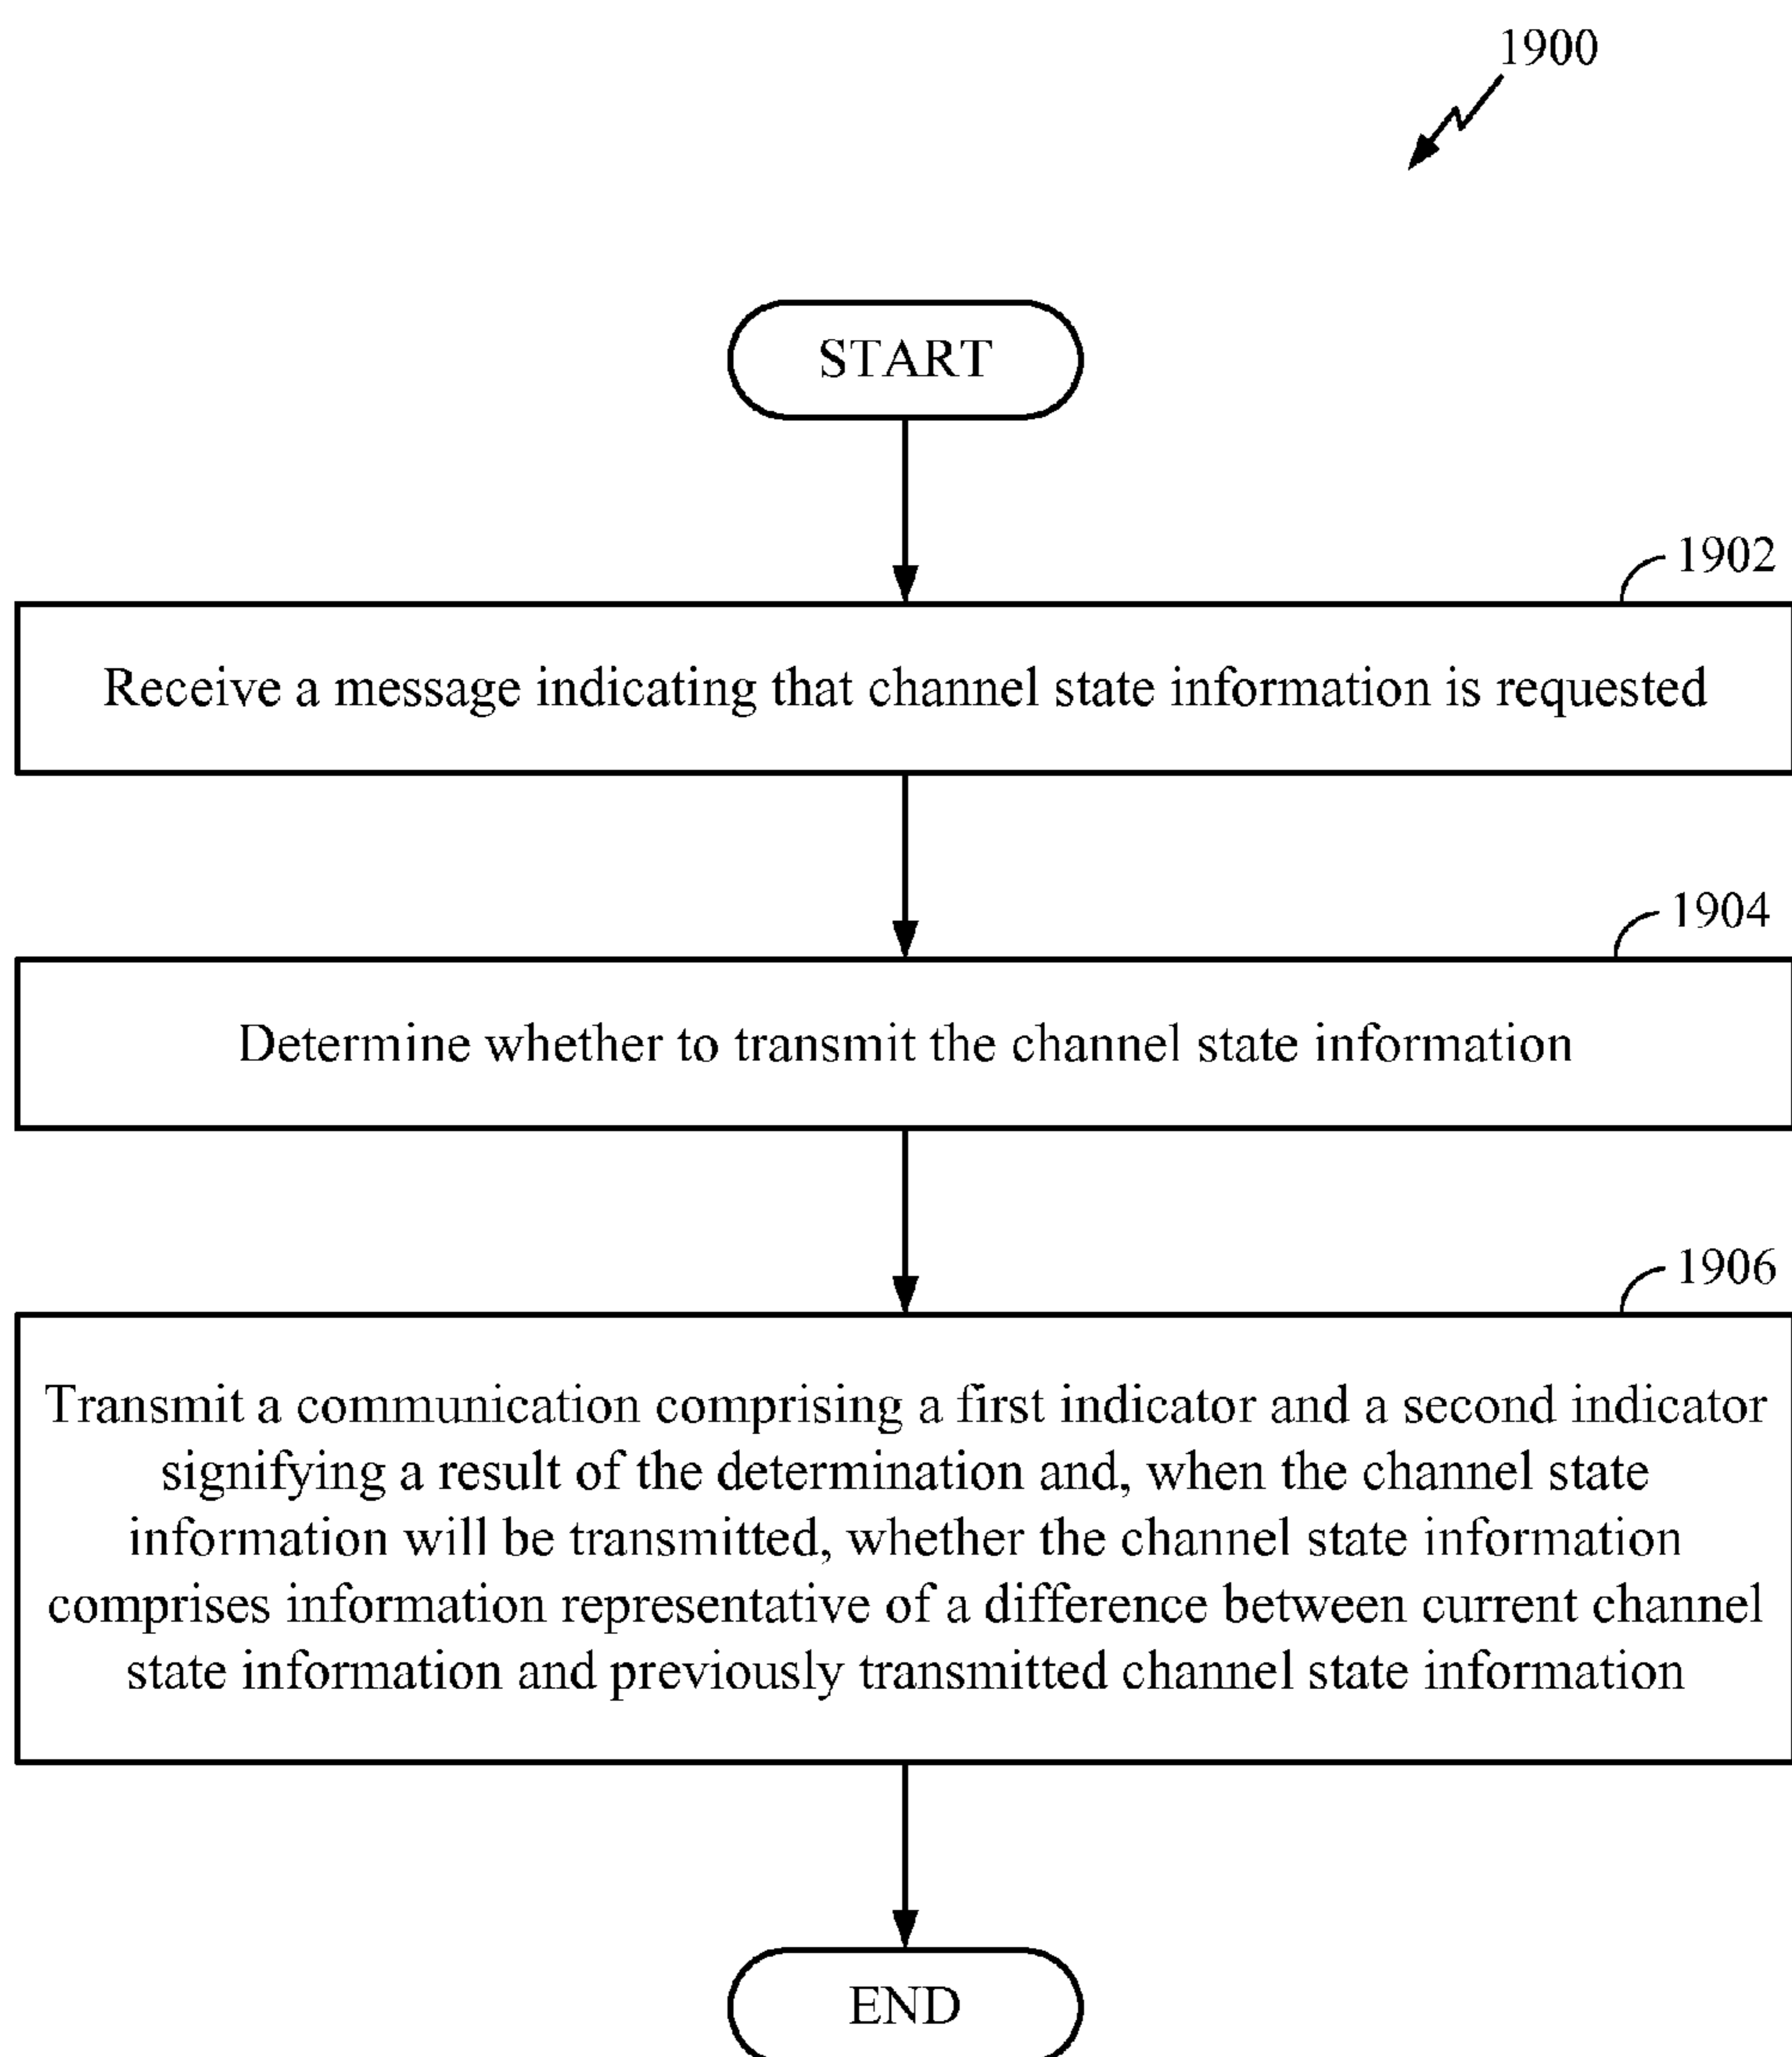 1900
START
1902
Receive a message indicating that channel state information is requested
1904
Determine whether to transmit the channel state information
1906
Transmit a communication comprising a first indicator and a second indicator
signifying a result of the determination and, when the channel state
information will be transmitted, whether the channel state information
comprises information representative of a difference between current channel
state information and previously transmitted channel state information
END